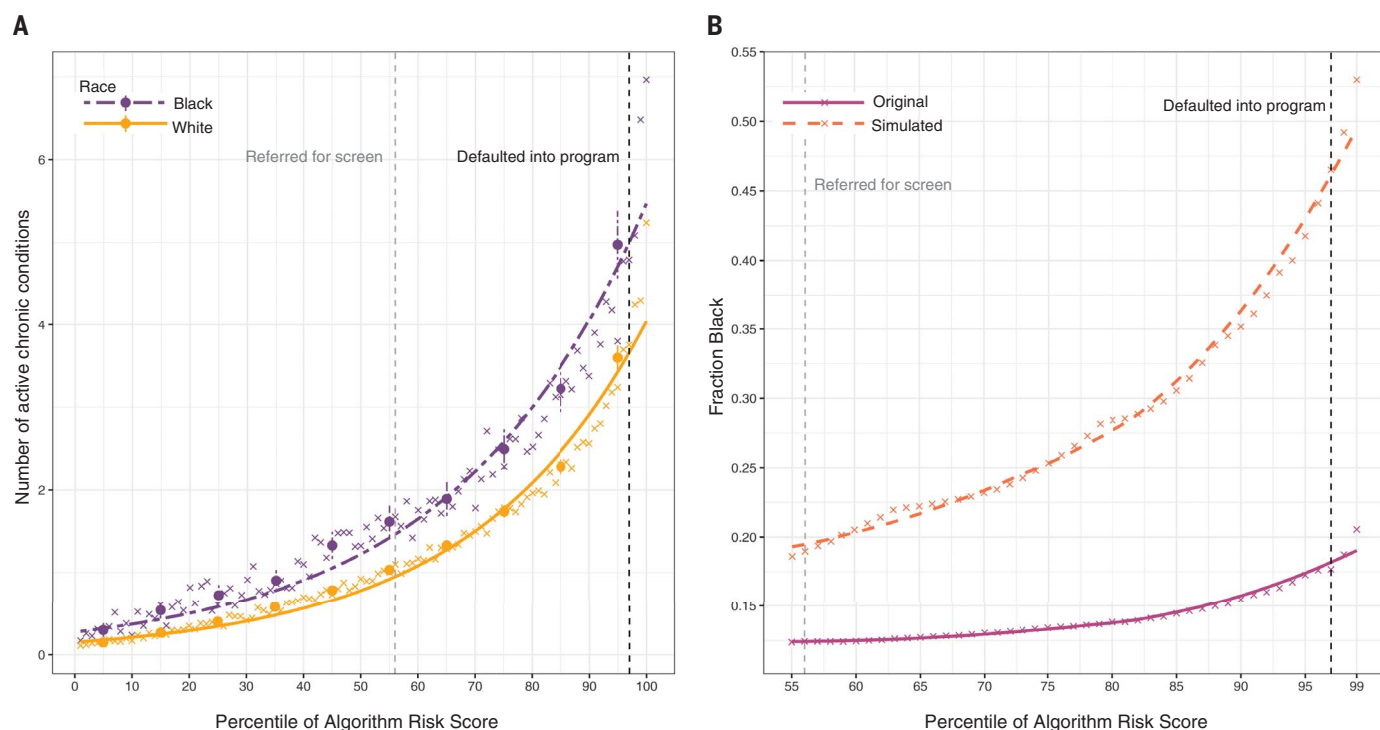 A
Race
Black
White
Referred for screen
Defaulted into program
Number of active chronic conditions
6
4
2
0
0 10 20 30 40 50 60 70 80 90 100
Percentile of Algorithm Risk Score
B
Original
Simulated
Defaulted into program
Referred for screen
Fraction Black
0.55
0.50
0.45
0.40
0.35
0.30
0.25
0.20
0.15
55 60 65 70 75 80 85 90 95 99
Percentile of Algorithm Risk Score